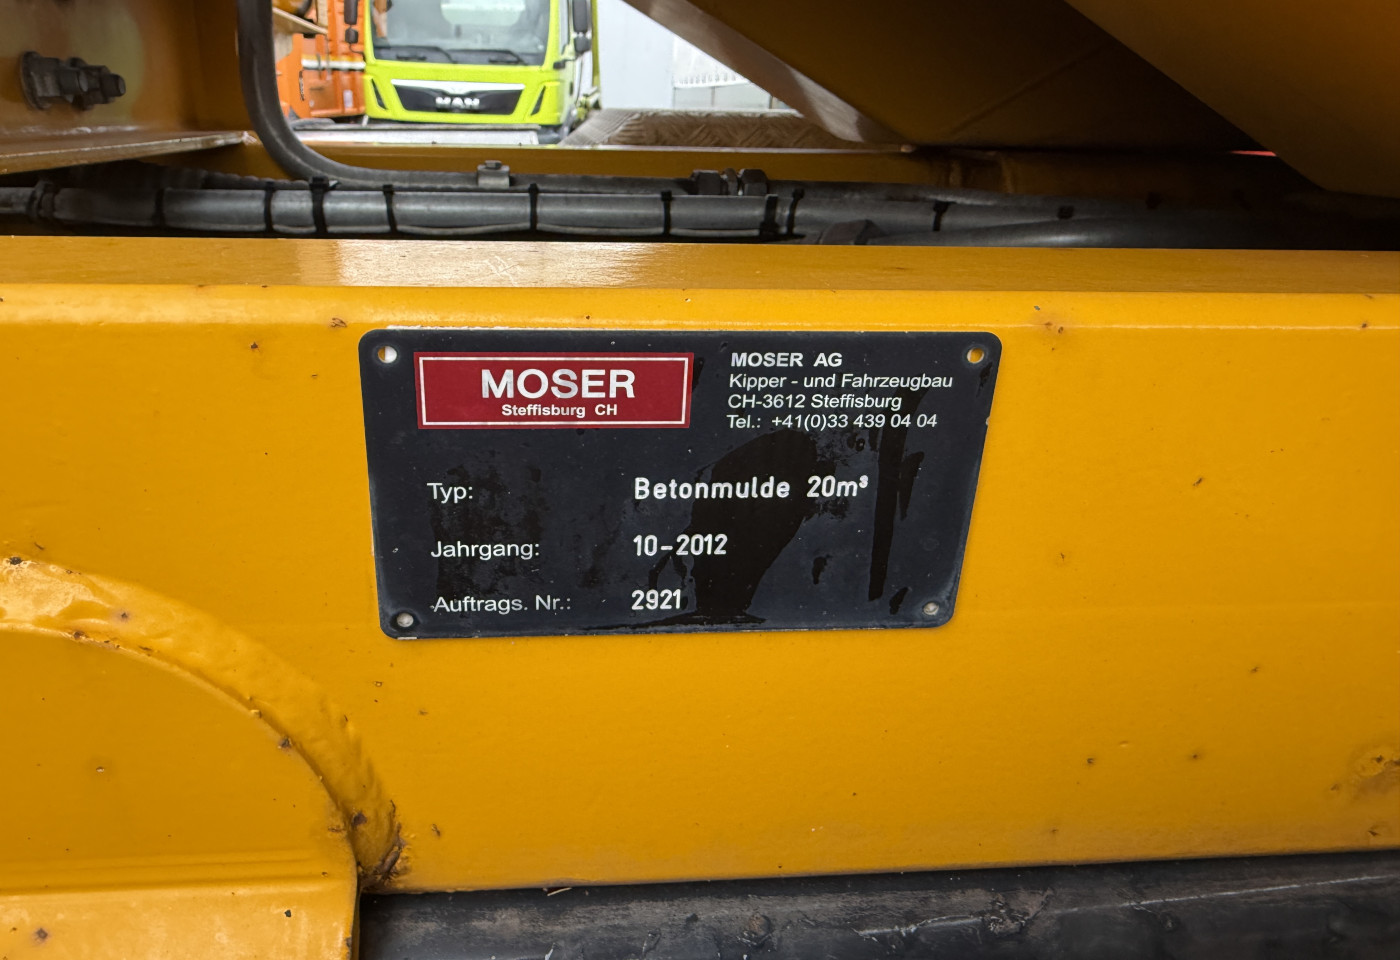 MAN
MOSER
Steffisburg CH
MOSER AG
Kipper - und Fahrzeugbau
CH-3612 Steffisburg
Tel.: +41(0)33 439 04 04
Typ: Betonmulde 20m³
Jahrgang: 10-2012
Auftrags. Nr.: 2921